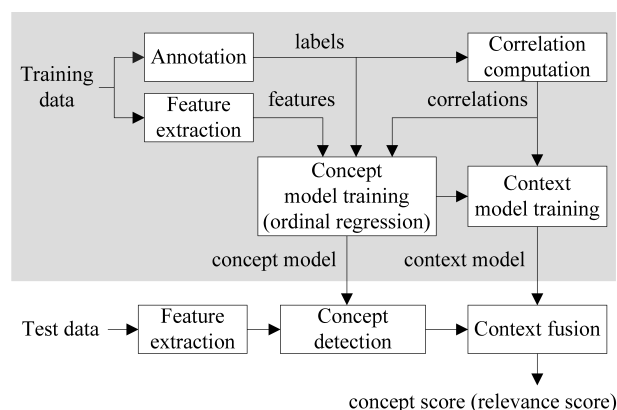 labels
Annotation
Correlation
computation
Training
data
Feature
extraction
features
correlations
Concept
model training
(ordinal regression)
Context
model training
concept model
context model
Test data
Feature
extraction
Concept
detection
Context fusion
concept score (relevance score)